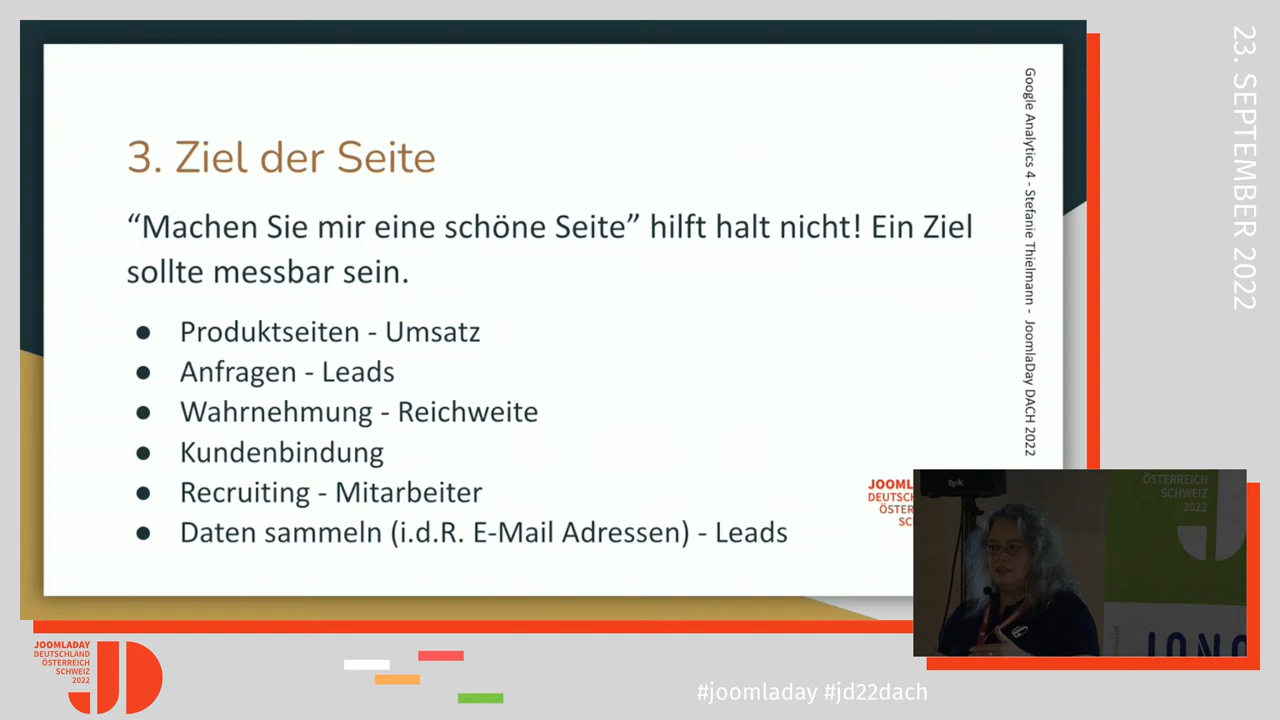 3. Ziel der Seite
“Machen Sie mir eine schöne Seite” hilft halt nicht! Ein Ziel
sollte messbar sein.
● Produktseiten - Umsatz
● Anfragen - Leads
● Wahrnehmung - Reichweite
● Kundenbindung
● Recruiting - Mitarbeiter
● Daten sammeln (i.d.R. E-Mail Adressen) - Leads
Google Analytics 4 - Stefanie Thielmann - JoomlaDay DACH 2022
23. SEPTEMBER 2022
ÖSTERREICH
SCHWEIZ
2022
JOOMLADAY
DEUTSCHLAND
ÖSTERREICH
SCHWEIZ
2022
JD
#joomladay #jd22dach